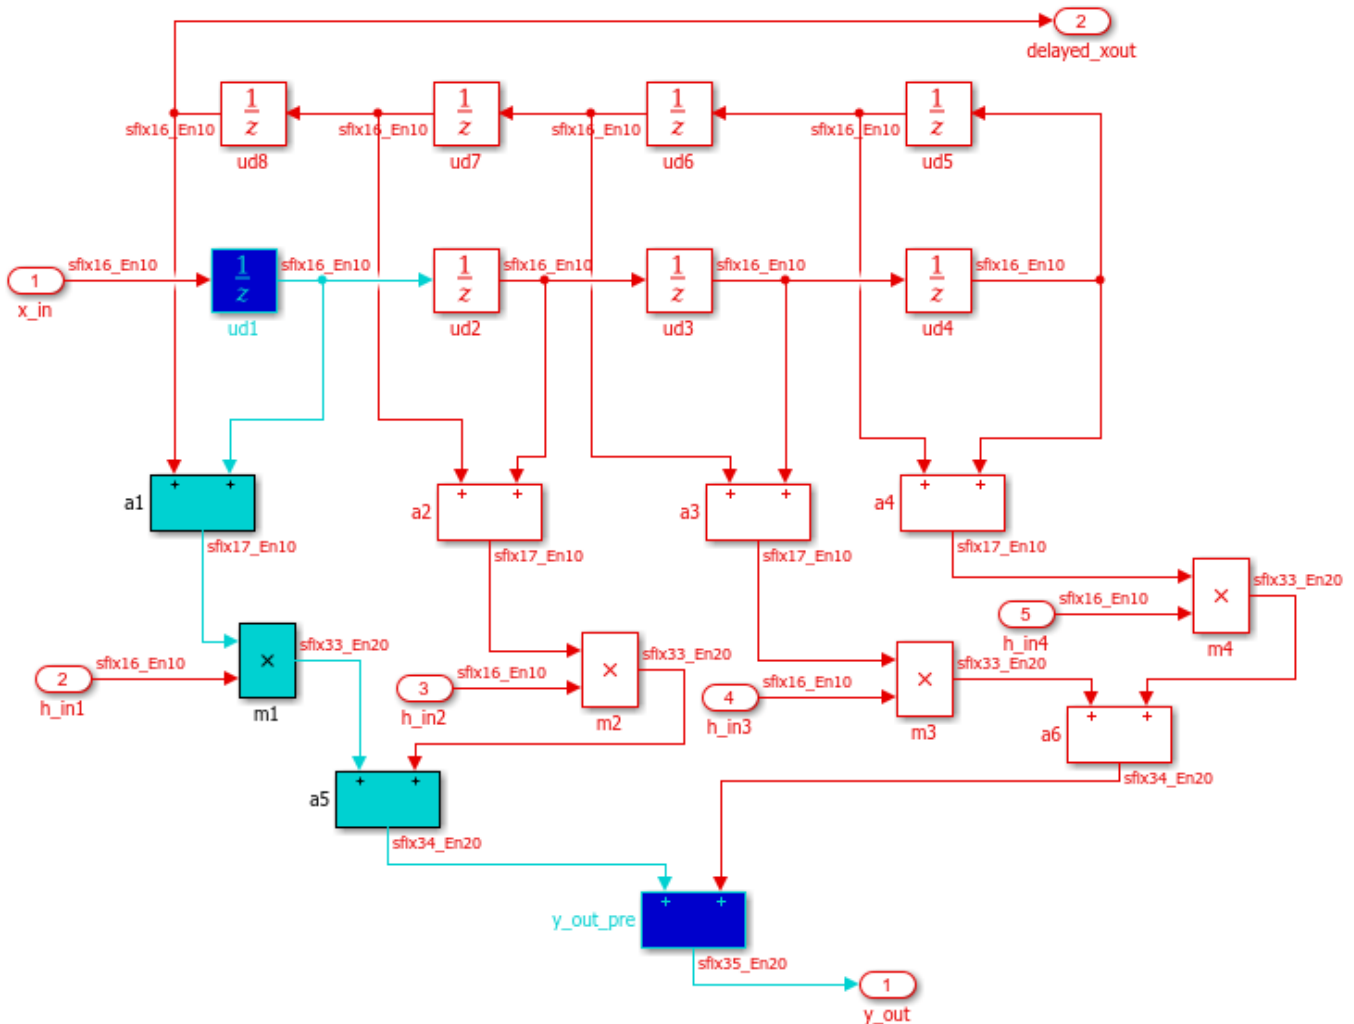 2
delayed_xout
1
z
1
z
1
z
1
z
sfix16_En10
sfix16_En10
sfix16_En10
sfix16_En10
ud8
ud7
ud6
ud5
sfix16_En10
sfix16_En10
sfix16_En10
sfix16_En10
sfix16_En10
1
1
z
1
z
1
z
1
z
x_in
ud1
ud2
ud3
ud4
+ +
+ +
+ +
+ +
a1
a2
a3
a4
sfix17_En10
sfix17_En10
sfix17_En10
sfix17_En10
sfix33_En20
×
sfix16_En10
5
h_in4
m4
sfix33_En20
×
sfix16_En10
2
h_in1
m1
sfix33_En20
×
sfix16_En10
3
h_in2
m2
sfix33_En20
×
sfix16_En10
4
h_in3
m3
+ +
a6
sfix34_En20
+ +
a5
sfix34_En20
+ +
y_out_pre
sfix35_En20
1
y_out